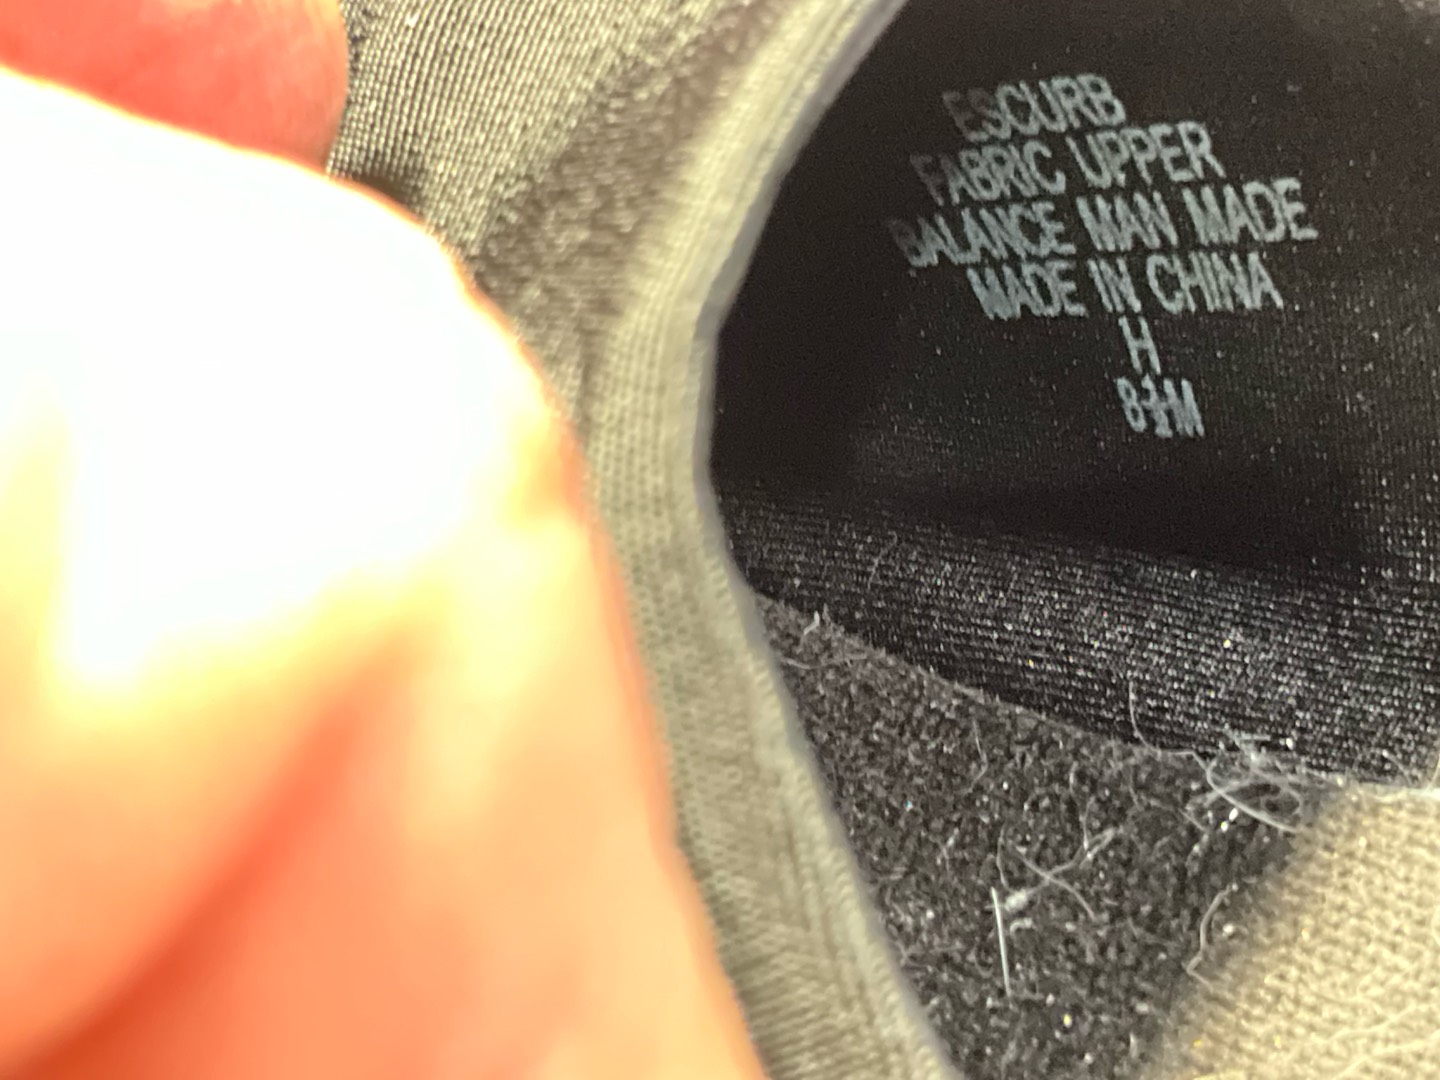 ESCURB
FABRIC UPPER
BALANCE MAN MADE
MADE IN CHINA
H
8½M